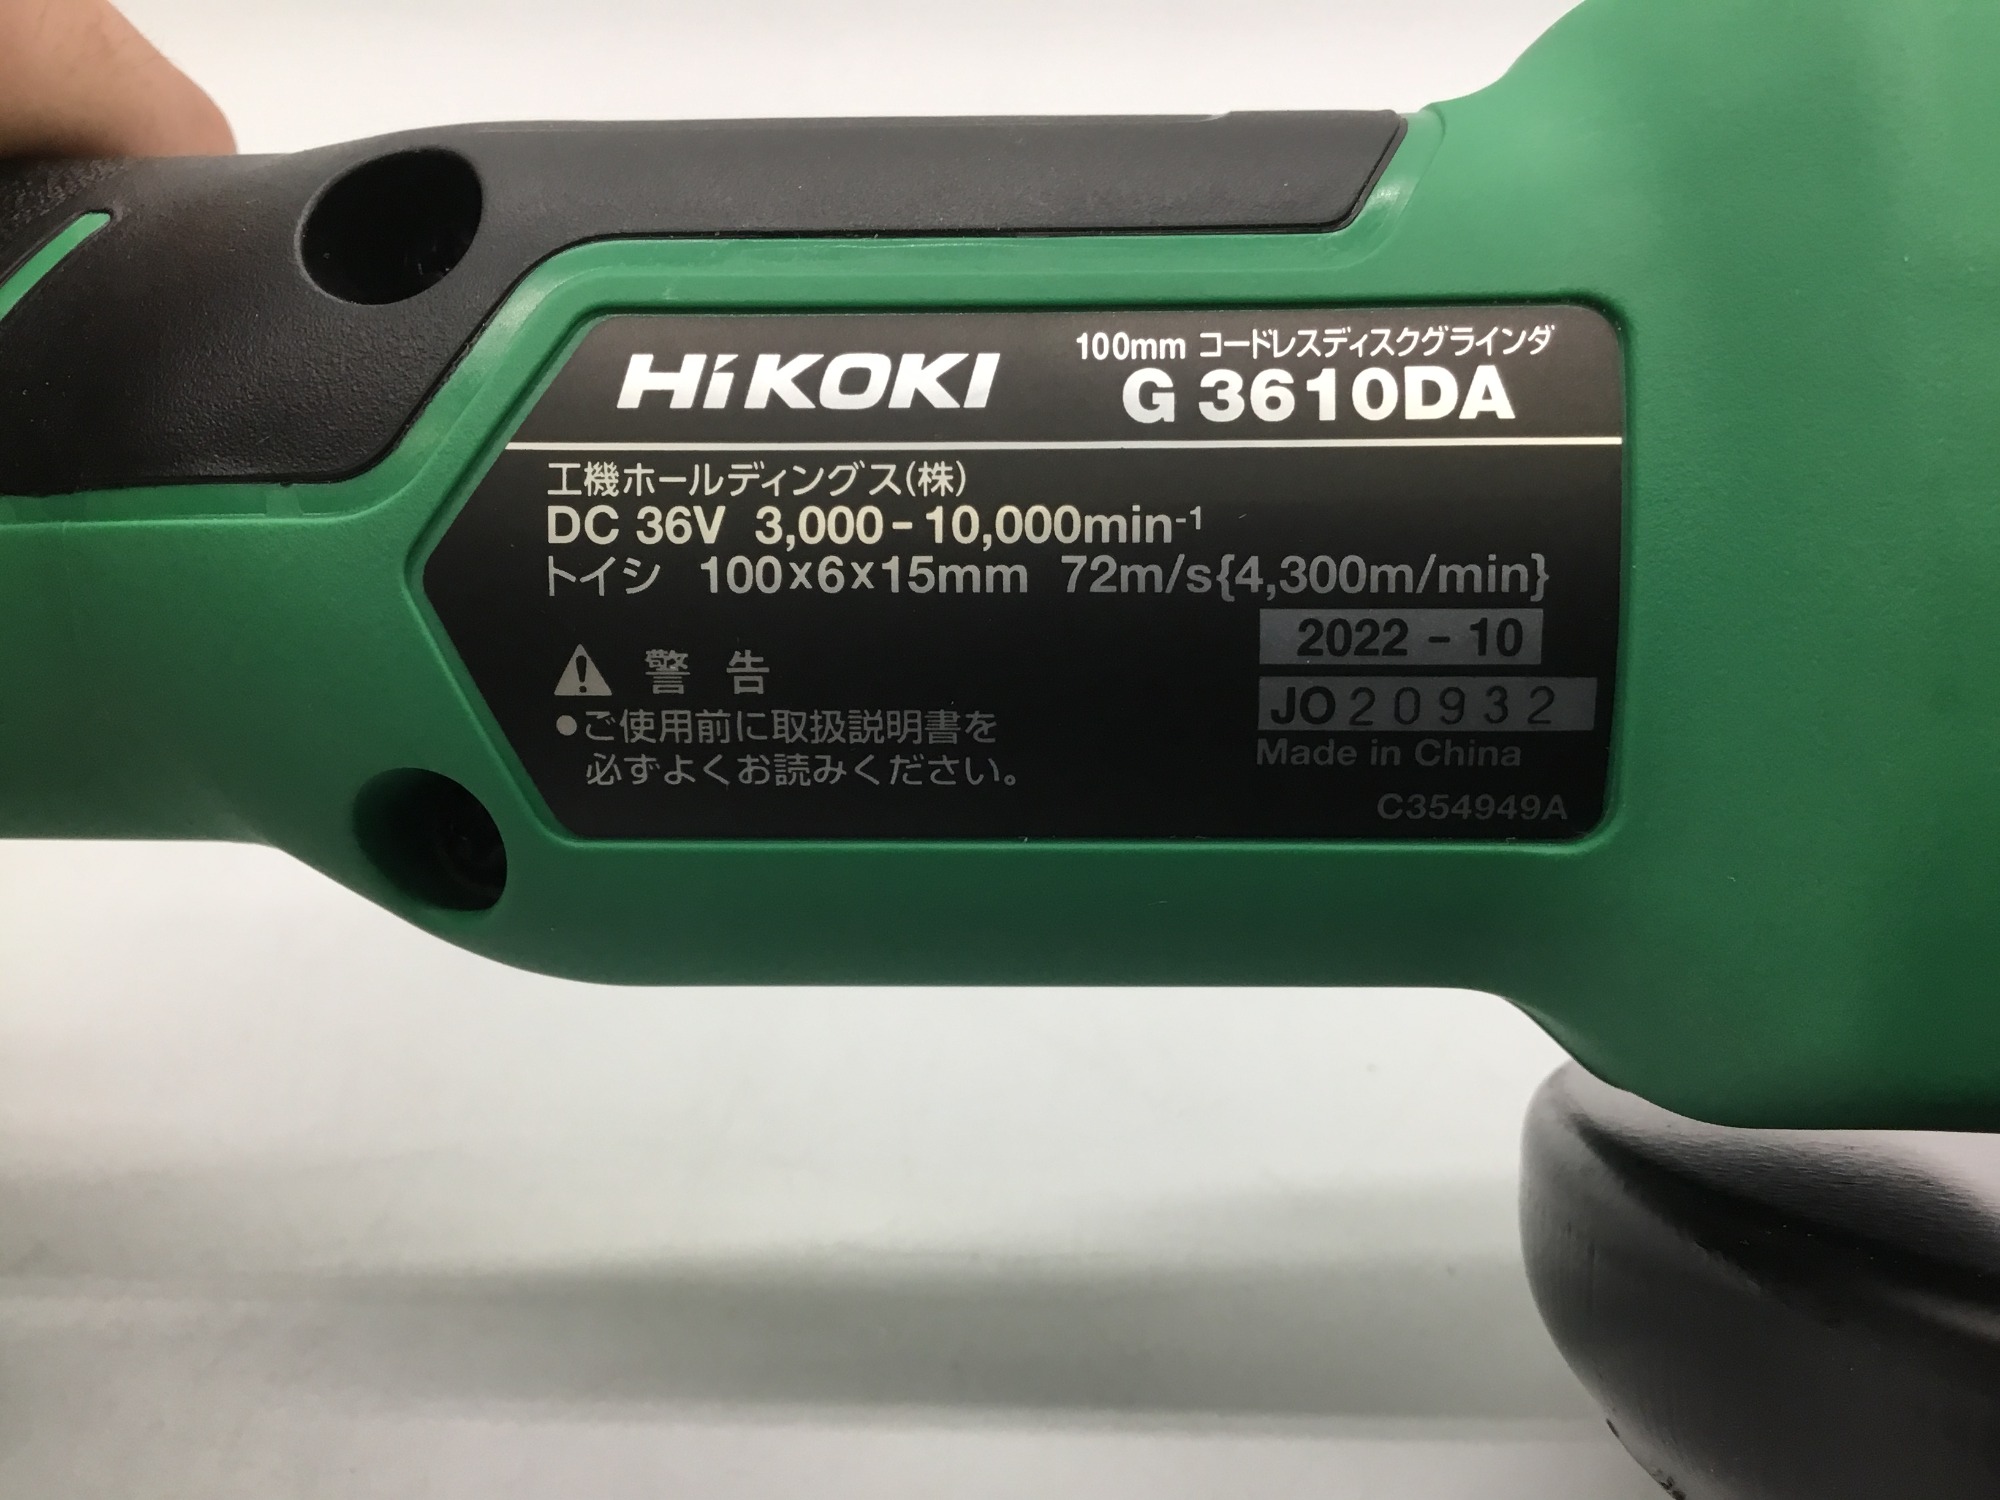 HiKOKI
100mm コードレスディスクグラインダ
G 3610DA
工機ホールディングス(株)
DC 36V 3,000-10,000min-1
トイシ 100×6×15mm 72m/s{4,300m/min}
2022 - 10
警 告
JO20932
●ご使用前に取扱説明書を
必ずよくお読みください。
Made in China
C354949A